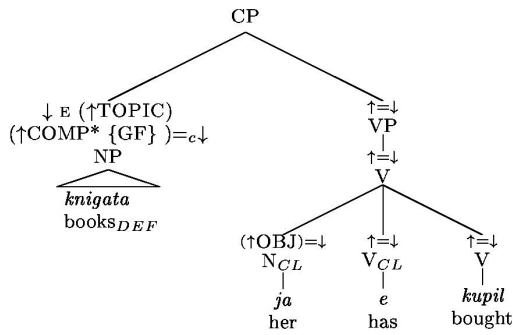 CP
↓ E (↑TOPIC)
(↑COMP* {GF} )=c↓
NP
knigata
booksDEF
↑=↓
VP
↑=↓
V
(↑OBJ)=↓ ↑=↓ ↑=↓
NCL VCL V
ja e kupil
her has bought